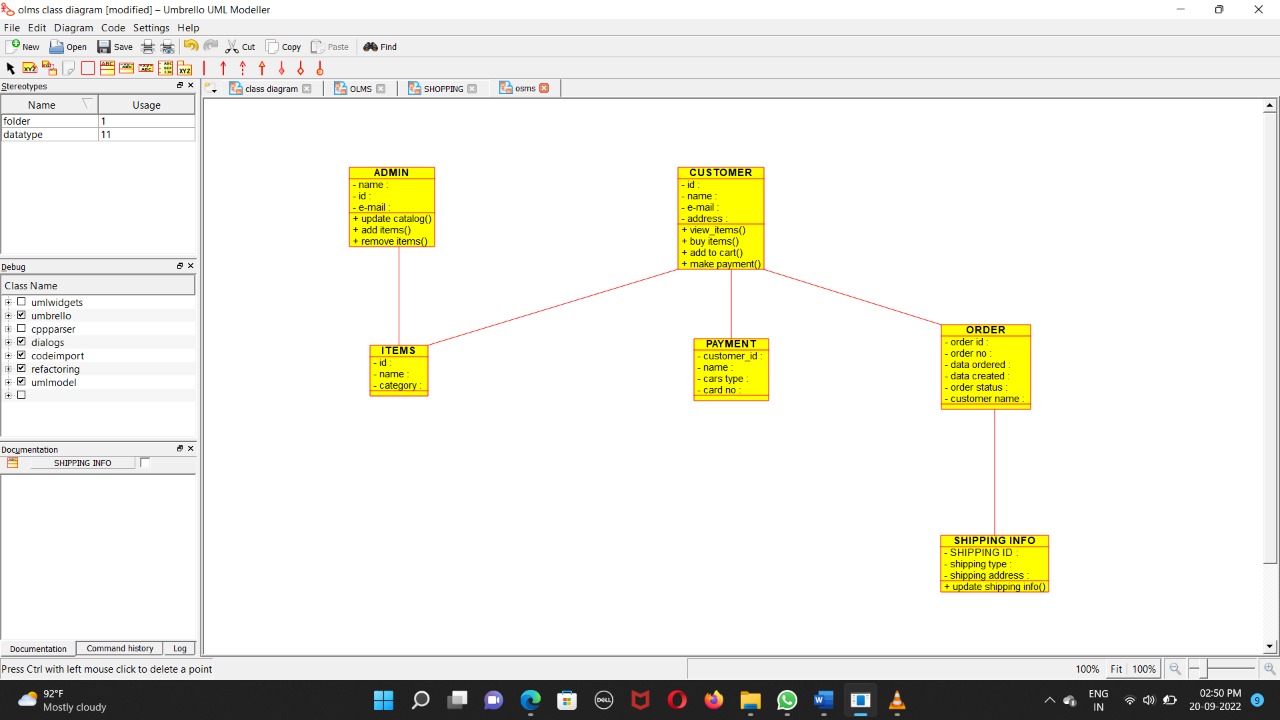 olms class diagram [modified] – Umbrello UML Modeller
File Edit Diagram Code Settings Help
New Open Save Cut Copy Paste Find
Stereotypes
Name Usage
folder 1
datatype 11
class diagram OLMS SHOPPING osms
ADMIN
- name :
- id :
- e-mail :
+ update catalog()
+ add items()
+ remove items()
CUSTOMER
- id :
- name :
- e-mail :
- address :
+ view_items()
+ buy items()
+ add to cart()
+ make payment()
ITEMS
- id :
- name :
- category :
PAYMENT
- customer_id :
- name :
- cars type :
- card no :
ORDER
- order id :
- order no :
- data ordered :
- data created :
- order status :
- customer name :
SHIPPING INFO
- SHIPPING ID :
- shipping type :
- shipping address :
+ update shipping info()
Debug
Class Name
umlwidgets
umbrello
cppparser
dialogs
codeimport
refactoring
umlmodel
Documentation
SHIPPING INFO
Documentation Command history Log
Press Ctrl with left mouse click to delete a point
100% Fit 100%
92°F
Mostly cloudy
DELL
ENG
IN
02:50 PM
20-09-2022
9